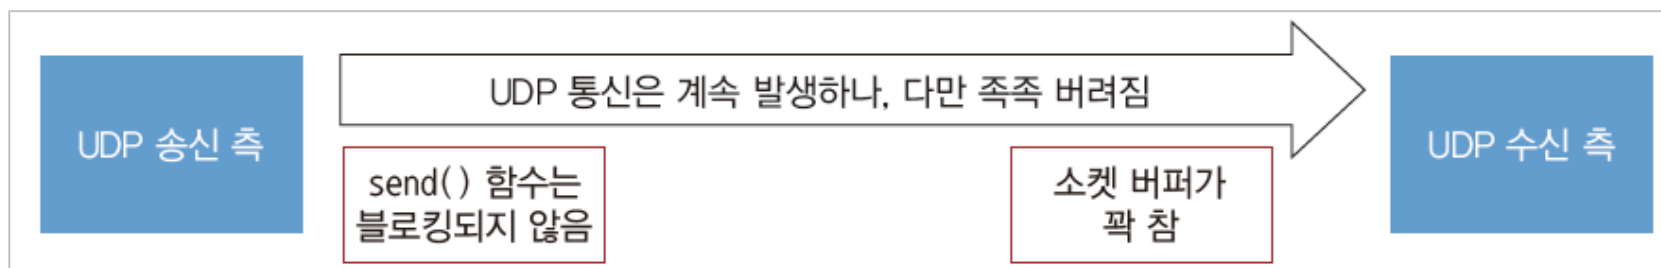 UDP 송신 측
UDP 통신은 계속 발생하나, 다만 족족 버려짐
send() 함수는
블로킹되지 않음
소켓 버퍼가
꽉 참
UDP 수신 측